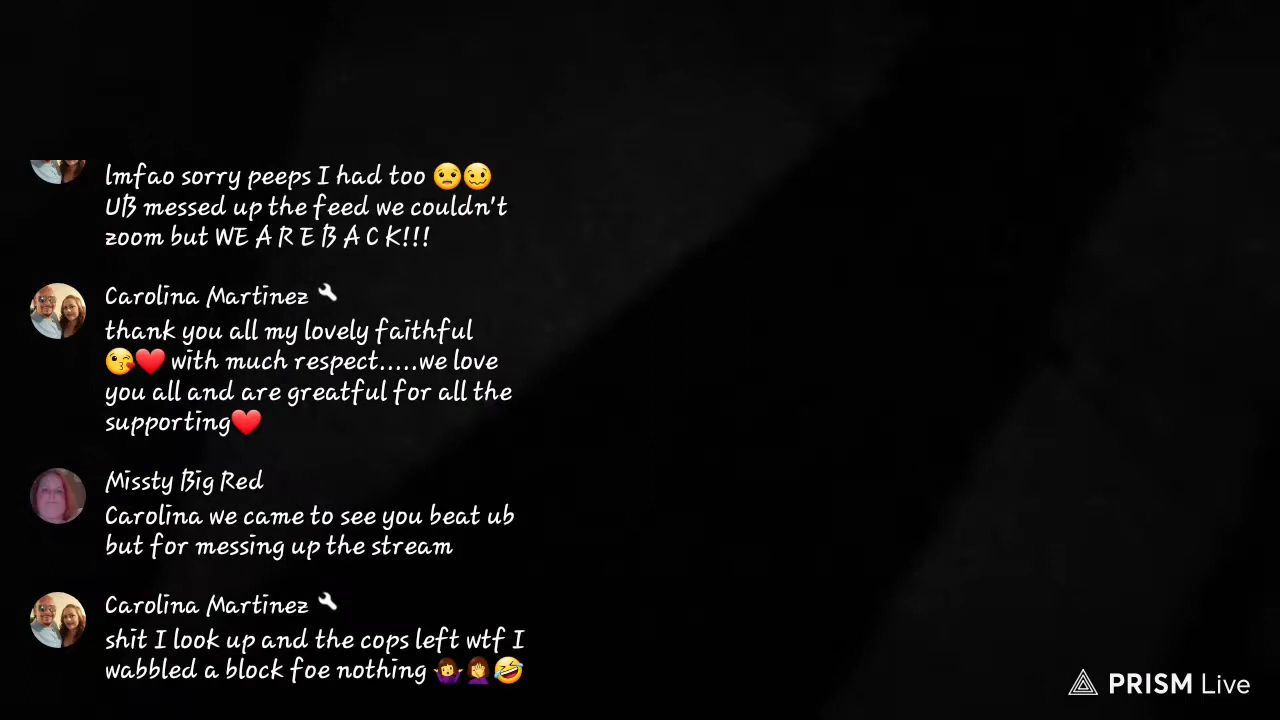 lmfao sorry peeps I had too 😟🥴
UB messed up the feed we couldn't
zoom but WE A R E B A C K!!!
Carolina Martinez 🔧
thank you all my lovely faithful
😘❤️ with much respect.....we love
you all and are greatful for all the
supporting❤️
Missty Big Red
Carolina we came to see you beat ub
but for messing up the stream
Carolina Martinez 🔧
shit I look up and the cops left wtf I
wabbled a block foe nothing 🤷‍♀️🤦‍♀️🤣
PRISM Live